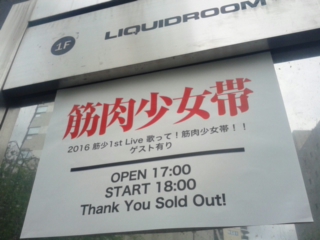 1F LIQUIDROOM
筋肉少女帯
2016 筋少1st Live 歌って!筋肉少女帯!!
ゲスト有り
OPEN 17:00
START 18:00
Thank You Sold Out!